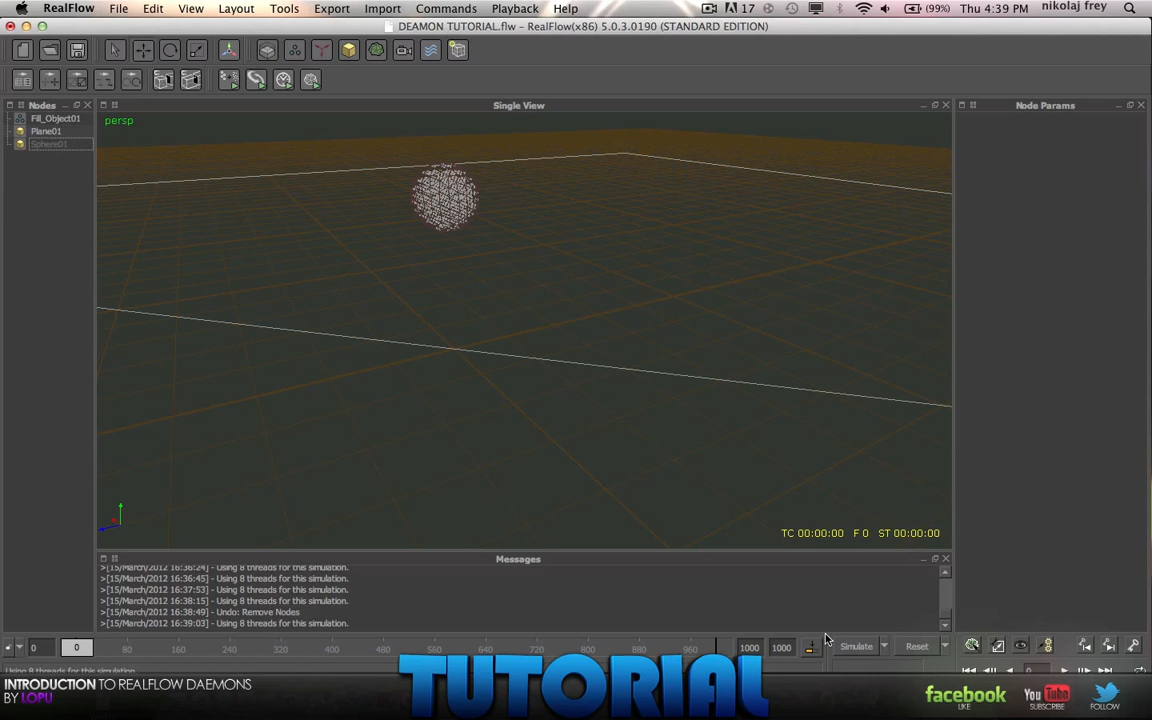 RealFlow File Edit View Layout Tools Export Import Commands Playback Help 17 (99%) Thu 4:39 PM nikolaj frey
DEAMON TUTORIAL.flw - RealFlow(x86) 5.0.3.0190 (STANDARD EDITION)
Nodes
Single View
Node Params
Fill_Object01
Plane01
Sphere01
persp
TC 00:00:00 F 0 ST 00:00:00
Messages
>[15/March/2012 16:36:24] - Using 8 threads for this simulation.
>[15/March/2012 16:36:45] - Using 8 threads for this simulation.
>[15/March/2012 16:37:53] - Using 8 threads for this simulation.
>[15/March/2012 16:38:15] - Using 8 threads for this simulation.
>[15/March/2012 16:38:49] - Undo: Remove Nodes
>[15/March/2012 16:39:03] - Using 8 threads for this simulation.
0 0 80 160 240 320 400 480 560 640 720 800 880 960 1000 1000 Simulate Reset
Using 8 threads for this simulation.
0
INTRODUCTION TO REALFLOW DAEMONS
BY LOPU
TUTORIAL
facebook
LIKE
YouTube
SUBSCRIBE
FOLLOW